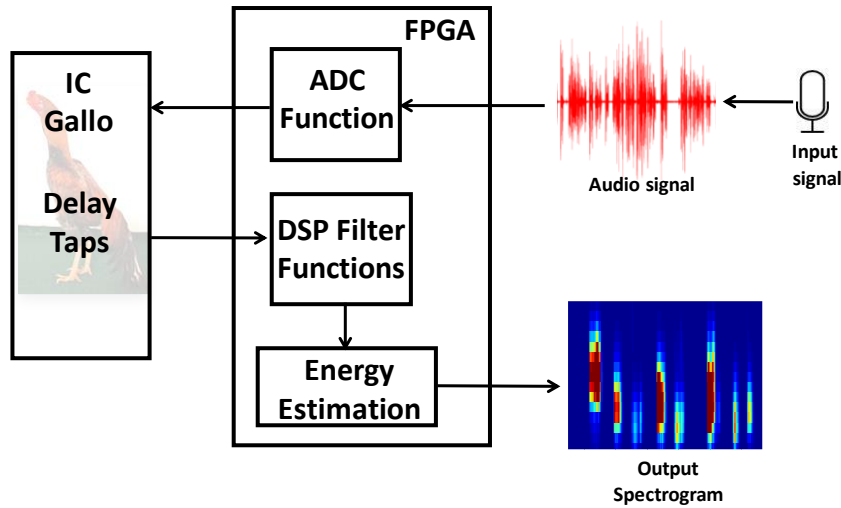 FPGA
IC
Gallo
Delay
Taps
ADC
Function
Audio signal
Input
signal
DSP Filter
Functions
Energy
Estimation
Output
Spectrogram